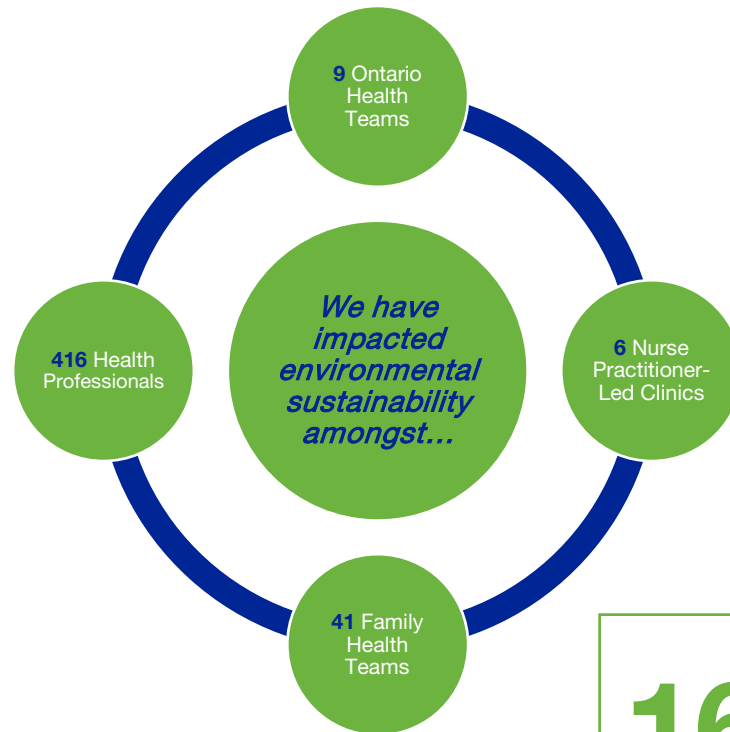 9 Ontario
Health
Teams
We have
impacted
environmental
sustainability
amongst...
416 Health
Professionals
6 Nurse
Practitioner-
Led Clinics
41 Family
Health
Teams